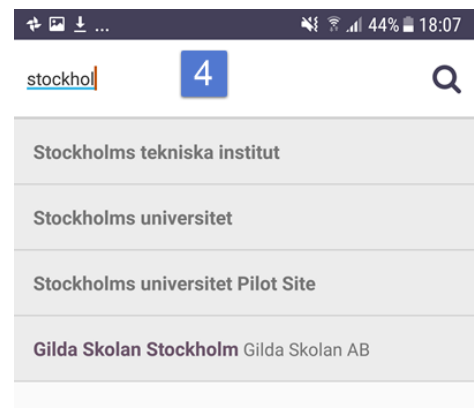 ... 44% 18:07
stockhol 4
Stockholms tekniska institut
Stockholms universitet
Stockholms universitet Pilot Site
Gilda Skolan Stockholm Gilda Skolan AB